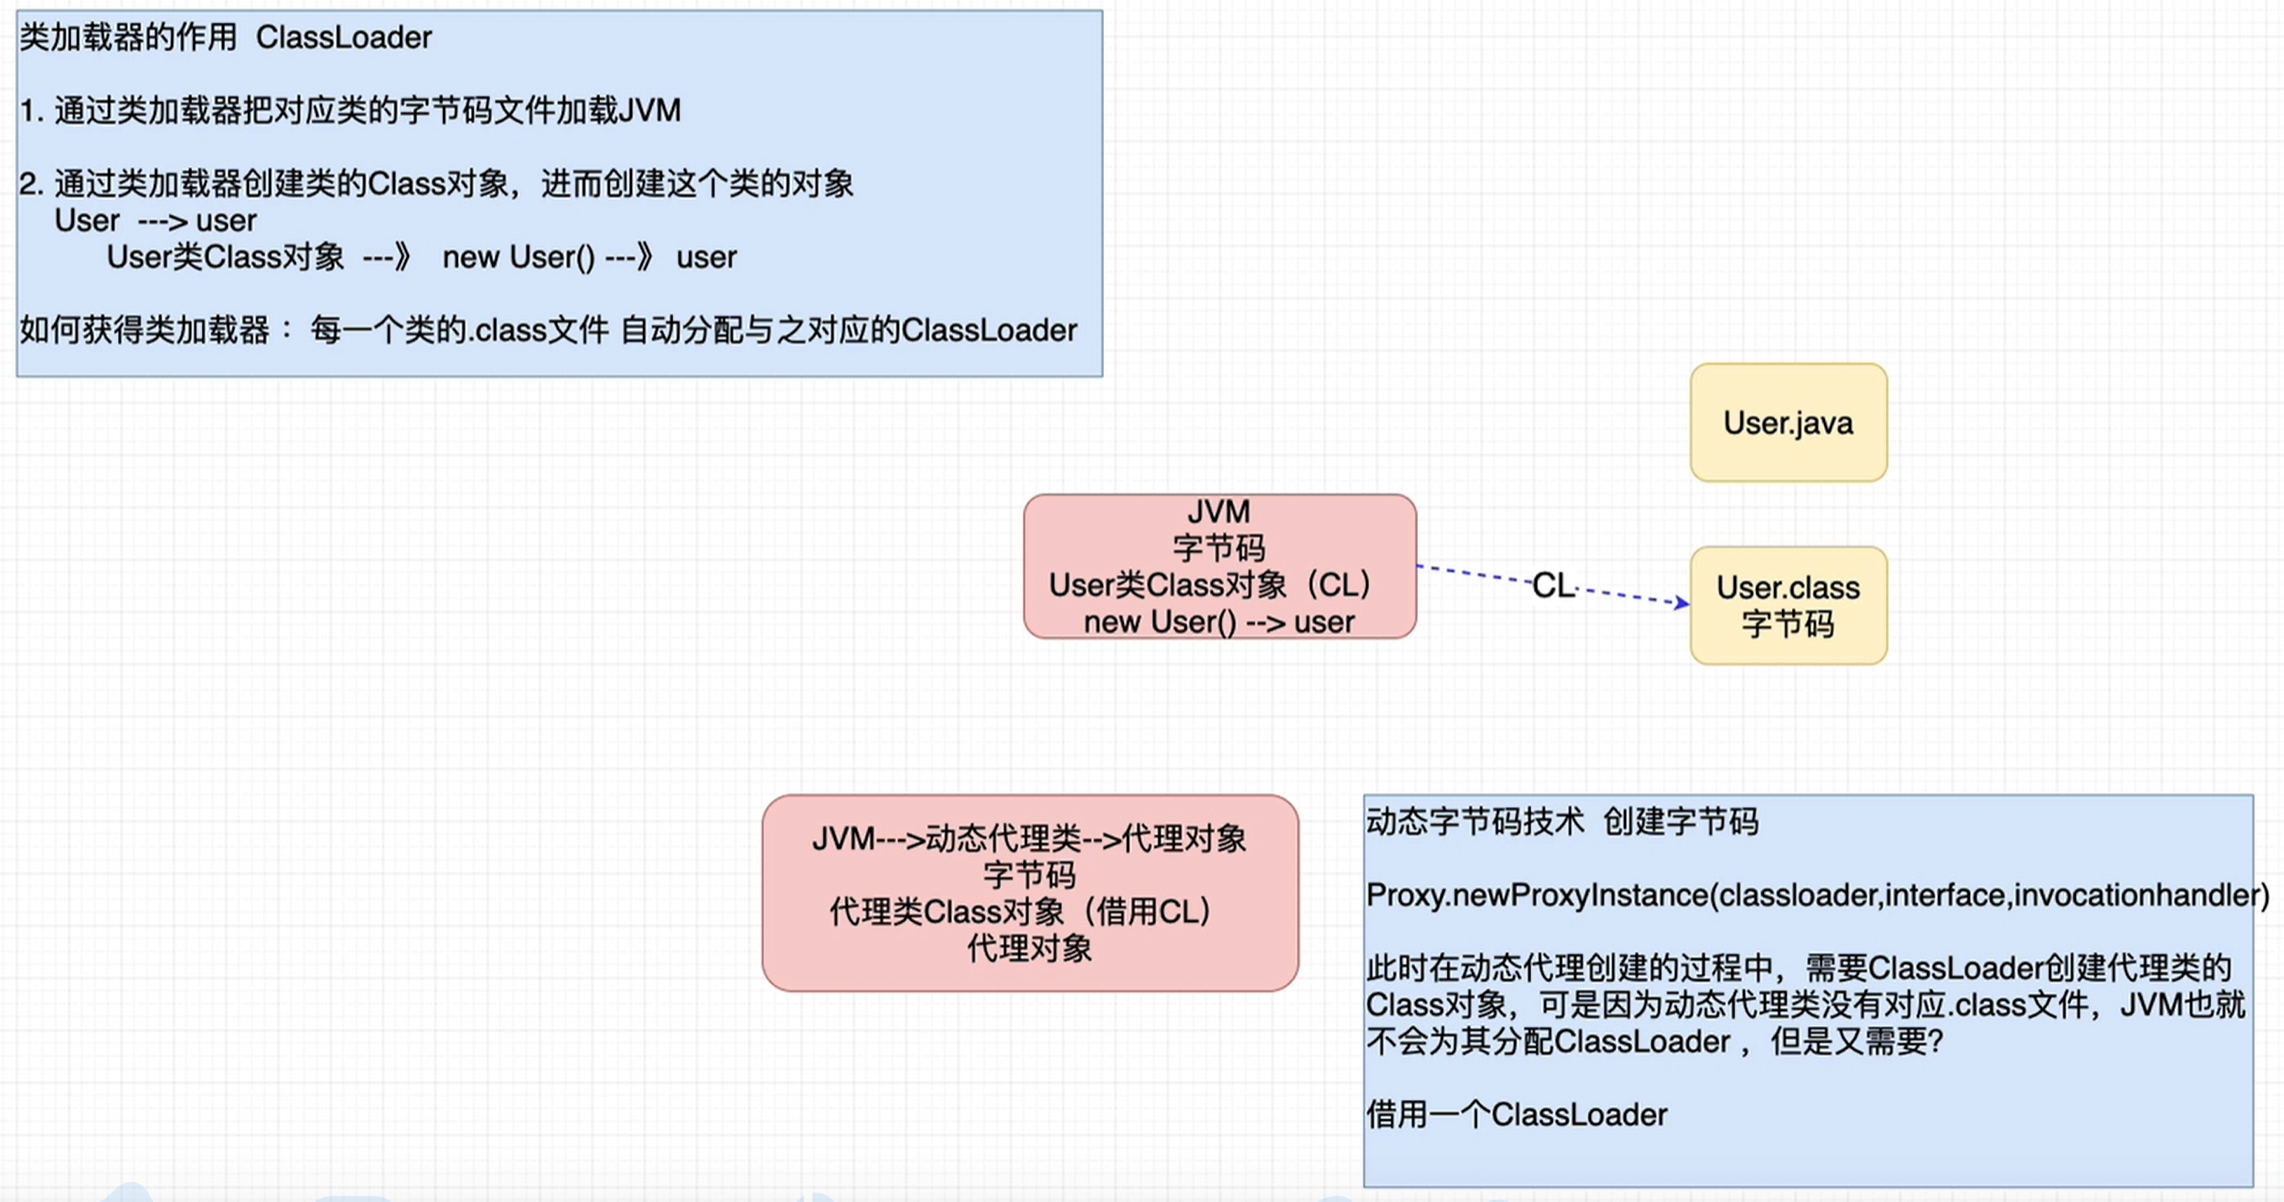 类加载器的作用  ClassLoader
1. 通过类加载器把对应类的字节码文件加载JVM
2. 通过类加载器创建类的Class对象，进而创建这个类的对象
User  ---> user
User类Class对象  ---》  new User() ---》 user
如何获得类加载器： 每一个类的.class文件 自动分配与之对应的ClassLoader
User.java
JVM
字节码
User类Class对象（CL）
new User() --> user
CL
User.class
字节码
JVM--->动态代理类-->代理对象
字节码
代理类Class对象（借用CL）
代理对象
动态字节码技术  创建字节码
Proxy.newProxyInstance(classloader,interface,invocationhandler)
此时在动态代理创建的过程中，需要ClassLoader创建代理类的
Class对象，可是因为动态代理类没有对应.class文件，JVM也就
不会为其分配ClassLoader ，但是又需要?
借用一个ClassLoader